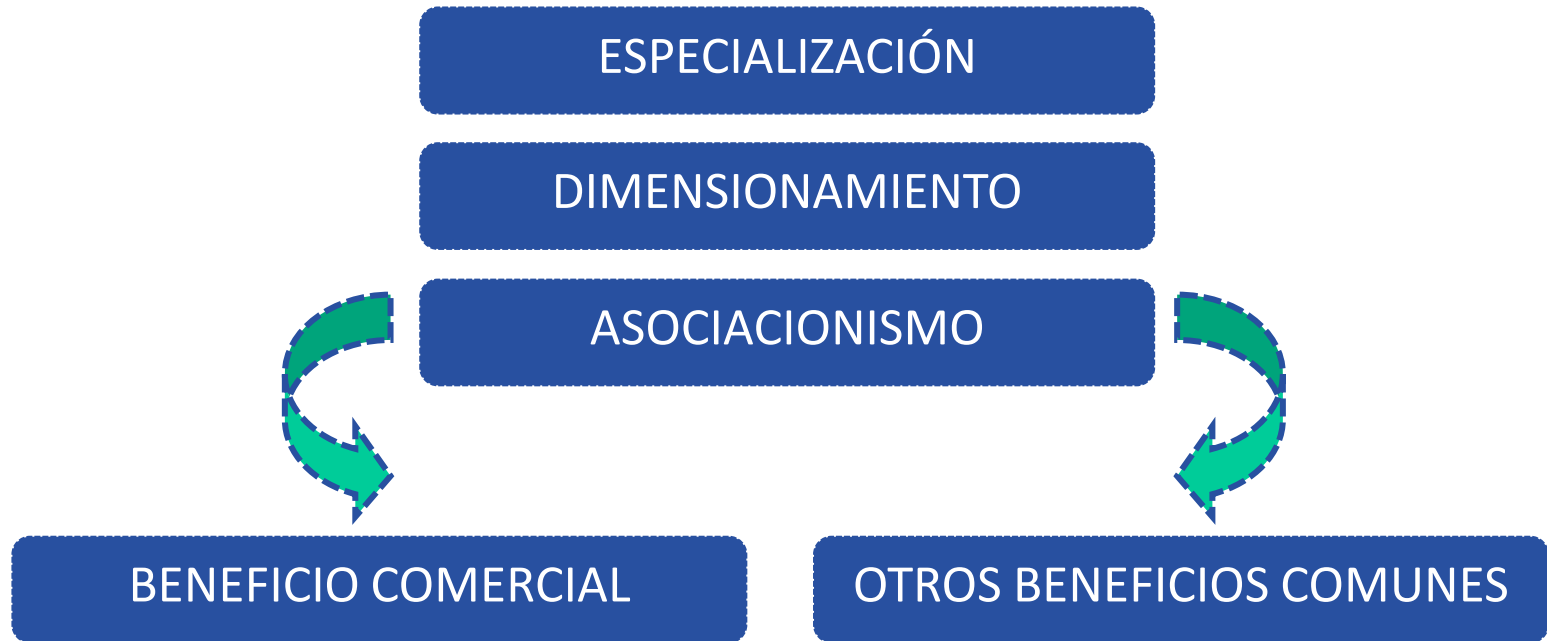 ESPECIALIZACIÓN
DIMENSIONAMIENTO
ASOCIACIONISMO
BENEFICIO COMERCIAL
OTROS BENEFICIOS COMUNES